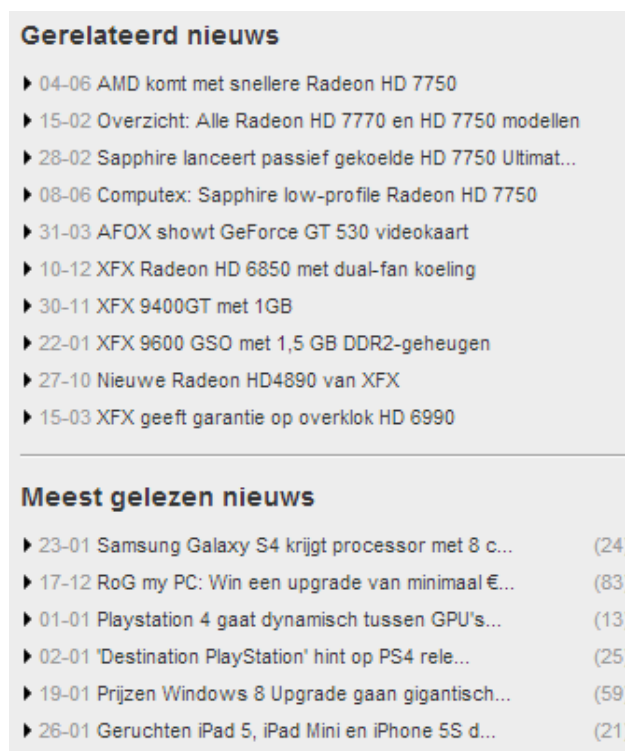 Gerelateerd nieuws
04-06 AMD komt met snellere Radeon HD 7750
15-02 Overzicht: Alle Radeon HD 7770 en HD 7750 modellen
28-02 Sapphire lanceert passief gekoelde HD 7750 Ultimat...
08-06 Computex: Sapphire low-profile Radeon HD 7750
31-03 AFOX showt GeForce GT 530 videokaart
10-12 XFX Radeon HD 6850 met dual-fan koeling
30-11 XFX 9400GT met 1GB
22-01 XFX 9600 GSO met 1,5 GB DDR2-geheugen
27-10 Nieuwe Radeon HD4890 van XFX
15-03 XFX geeft garantie op overklok HD 6990
Meest gelezen nieuws
23-01 Samsung Galaxy S4 krijgt processor met 8 c... (24
17-12 RoG my PC: Win een upgrade van minimaal €... (83
01-01 Playstation 4 gaat dynamisch tussen GPU's... (13
02-01 'Destination PlayStation' hint op PS4 rele... (25
19-01 Prijzen Windows 8 Upgrade gaan gigantisch... (59
26-01 Geruchten iPad 5, iPad Mini en iPhone 5S d... (21